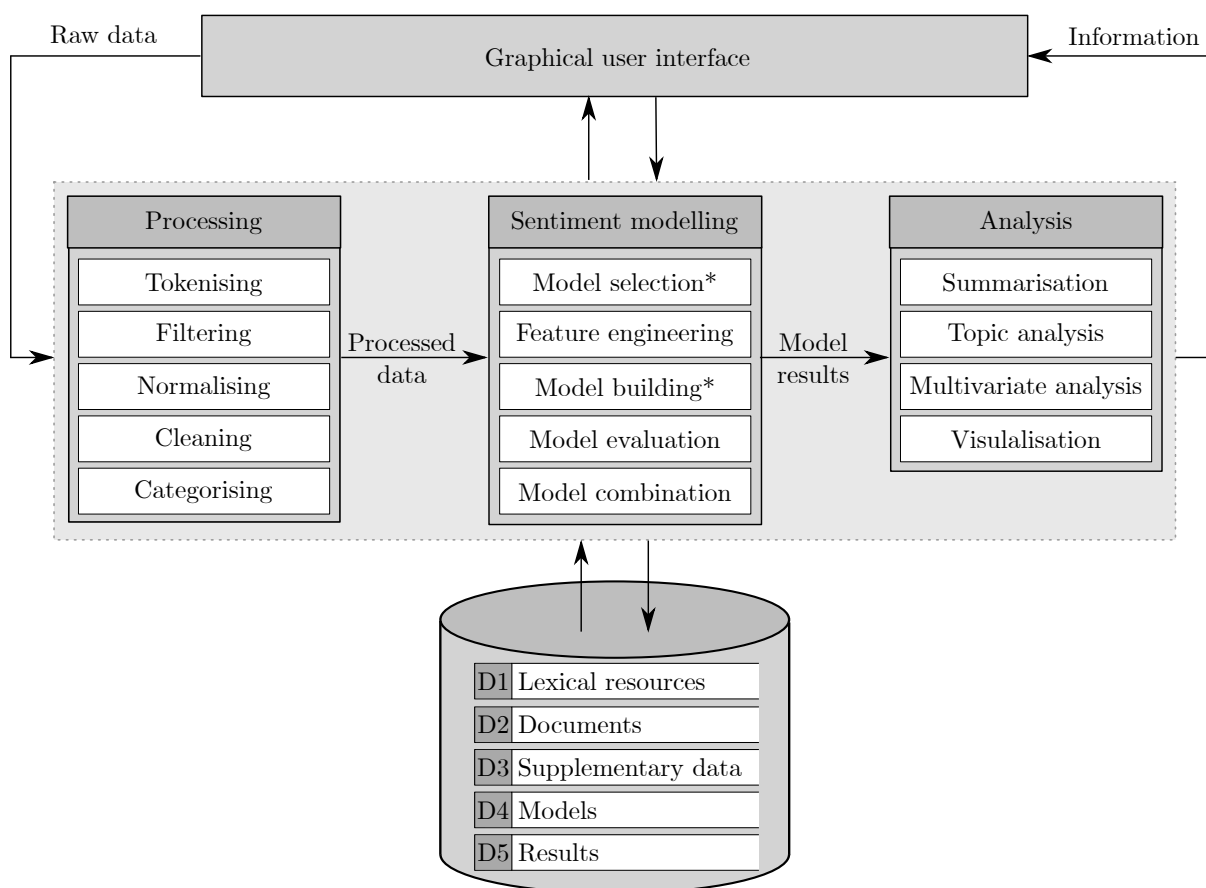 Raw data
Graphical user interface
Information
Processing
Tokenising
Filtering
Normalising
Cleaning
Categorising
Processed
data
Sentiment modelling
Model selection*
Feature engineering
Model building*
Model evaluation
Model combination
Model
results
Analysis
Summarisation
Topic analysis
Multivariate analysis
Visulalisation
D1 Lexical resources
D2 Documents
D3 Supplementary data
D4 Models
D5 Results